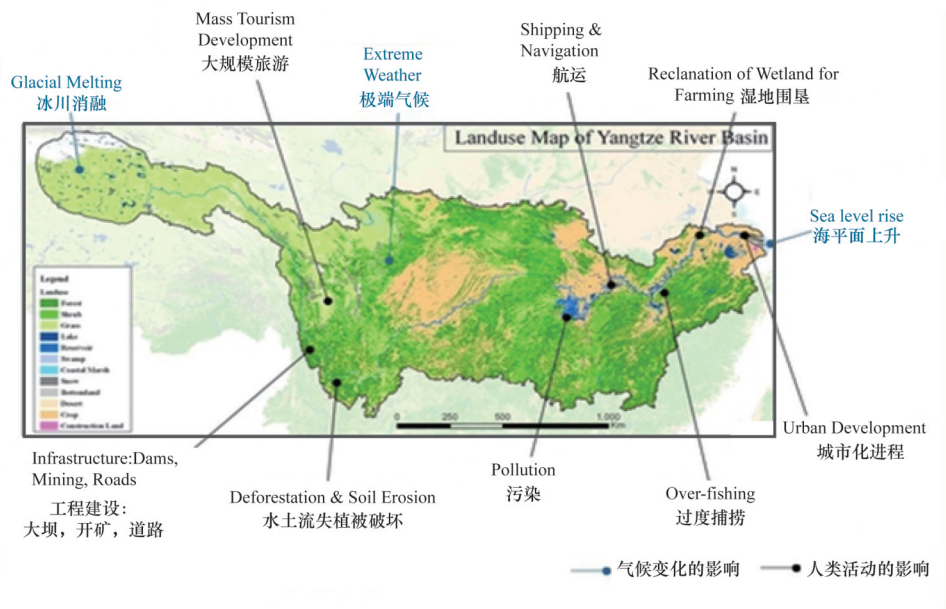 Mass Tourism
Development
大规模旅游
Shipping &
Navigation
航运
Extreme
Weather
极端气候
Reclanation of Wetland for
Farming 湿地围垦
Glacial Melting
冰川消融
Landuse Map of Yangtze River Basin
N
E
S
Sea level rise
海平面上升
Legend
Landuse
Forest
Shrub
Grass
Lake
Reservoir
Swamp
Coastal Marsh
Snow
Bottomland
Desert
Crop
Construction Land
0 250 500 1,000
Km
Urban Development
城市化进程
Infrastructure:Dams,
Mining, Roads
工程建设:
大坝，开矿，道路
Deforestation & Soil Erosion
水土流失植被破坏
Pollution
污染
Over-fishing
过度捕捞
气候变化的影响
人类活动的影响